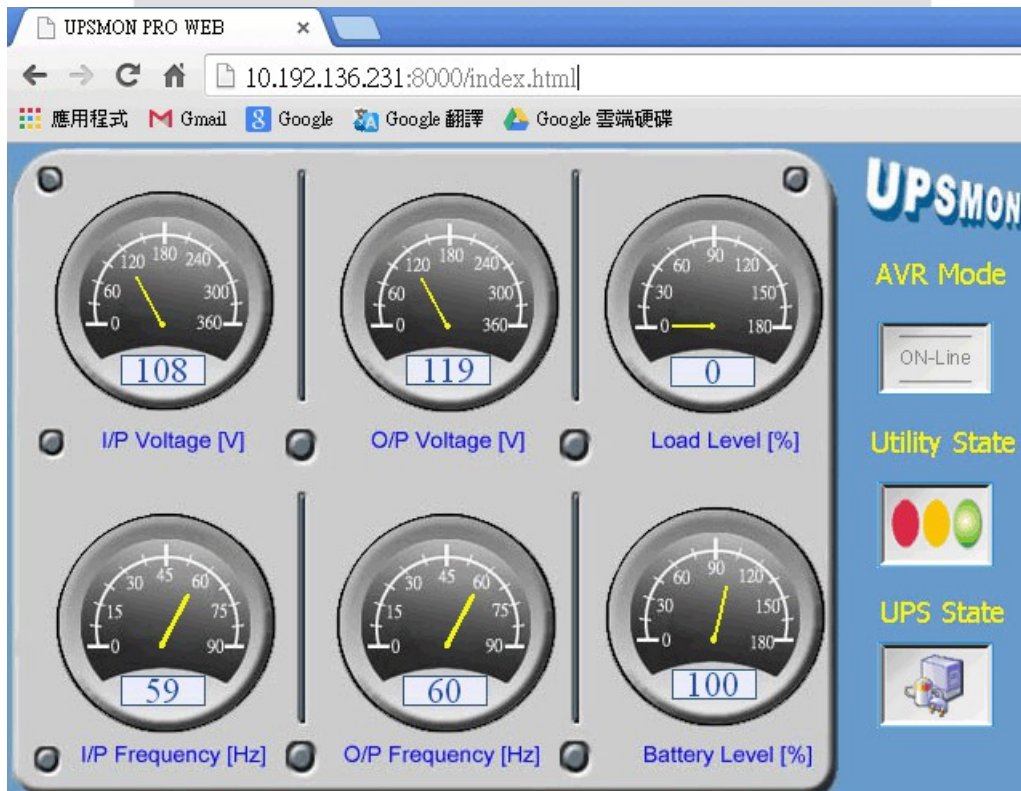 UPSMON PRO WEB
10.192.136.231:8000/index.html
應用程式 Gmail Google Google 翻譯 Google 雲端硬碟
0 60 120 180 240 300 360
108
I/P Voltage [V]
0 60 120 180 240 300 360
119
O/P Voltage [V]
0 30 60 90 120 150 180
0
Load Level [%]
0 15 30 45 60 75 90
59
I/P Frequency [Hz]
0 15 30 45 60 75 90
60
O/P Frequency [Hz]
0 30 60 90 120 150 180
100
Battery Level [%]
UPSMON
AVR Mode
ON-Line
Utility State
UPS State